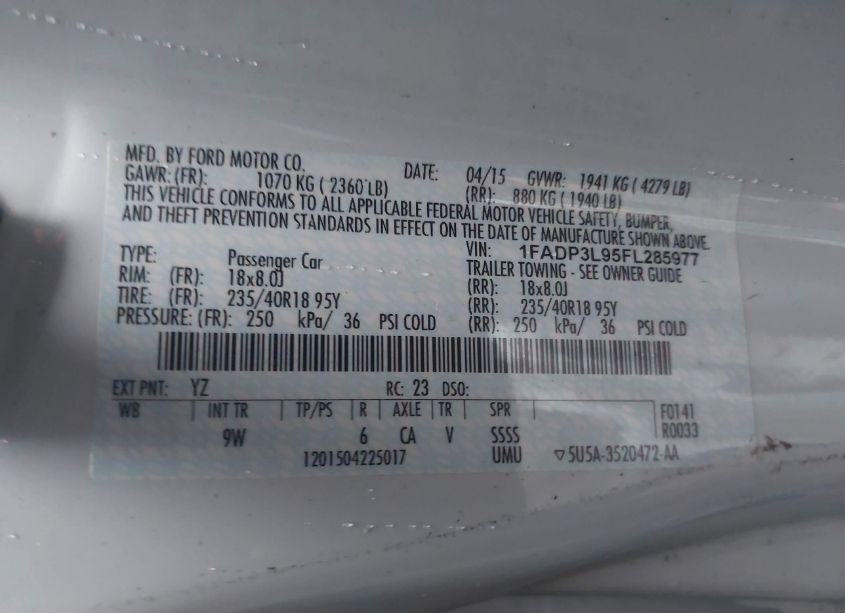 MFD. BY FORD MOTOR CO. DATE: 04/15 GVWR: 1941 KG ( 4279 LB)
GAWR: (FR): 1070 KG ( 2360 LB) (RR): 880 KG ( 1940 LB)
THIS VEHICLE CONFORMS TO ALL APPLICABLE FEDERAL MOTOR VEHICLE SAFETY, BUMPER,
AND THEFT PREVENTION STANDARDS IN EFFECT ON THE DATE OF MANUFACTURE SHOWN ABOVE.
VIN: 1FADP3L95FL285977
TYPE: Passenger Car TRAILER TOWING - SEE OWNER GUIDE
RIM: (FR): 18x8.0J (RR): 18x8.0J
TIRE: (FR): 235/40R18 95Y (RR): 235/40R18 95Y
PRESSURE: (FR): 250 kPa/ 36 PSI COLD (RR): 250 kPa/ 36 PSI COLD
EXT PNT: YZ RC: 23 DSO:
WB INT TR TP/PS R AXLE TR SPR F0141
9W 6 CA V SSSS R0033
1201504225017 UMU ▽5U5A-3520472-AA